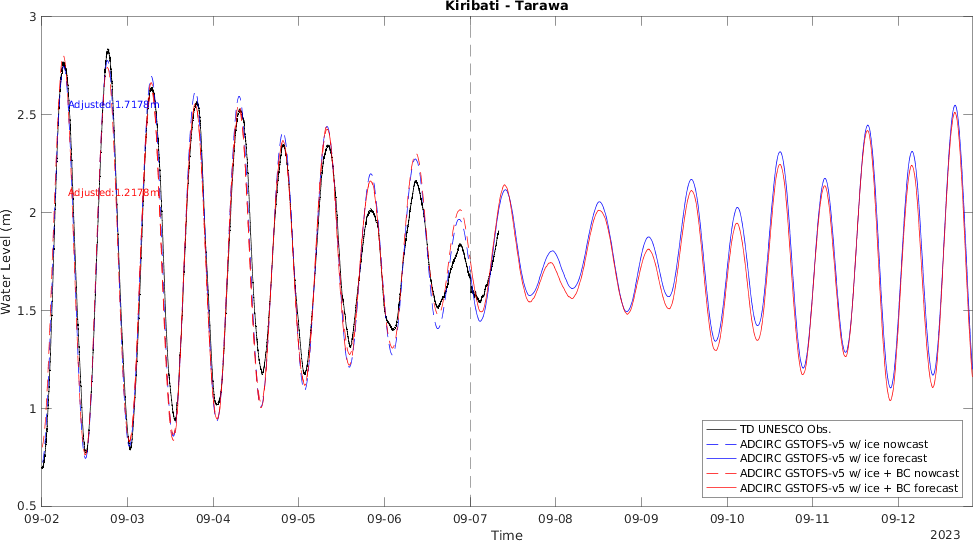 Kiribati - Tarawa
3
2.5
2
1.5
1
0.5
Water Level (m)
Adjusted:1.7178m
Adjusted:1.2178m
TD UNESCO Obs.
ADCIRC GSTOFS-v5 w/ ice nowcast
ADCIRC GSTOFS-v5 w/ ice forecast
ADCIRC GSTOFS-v5 w/ ice + BC nowcast
ADCIRC GSTOFS-v5 w/ ice + BC forecast
09-02 09-03 09-04 09-05 09-06 09-07 09-08 09-09 09-10 09-11 09-12
Time
2023